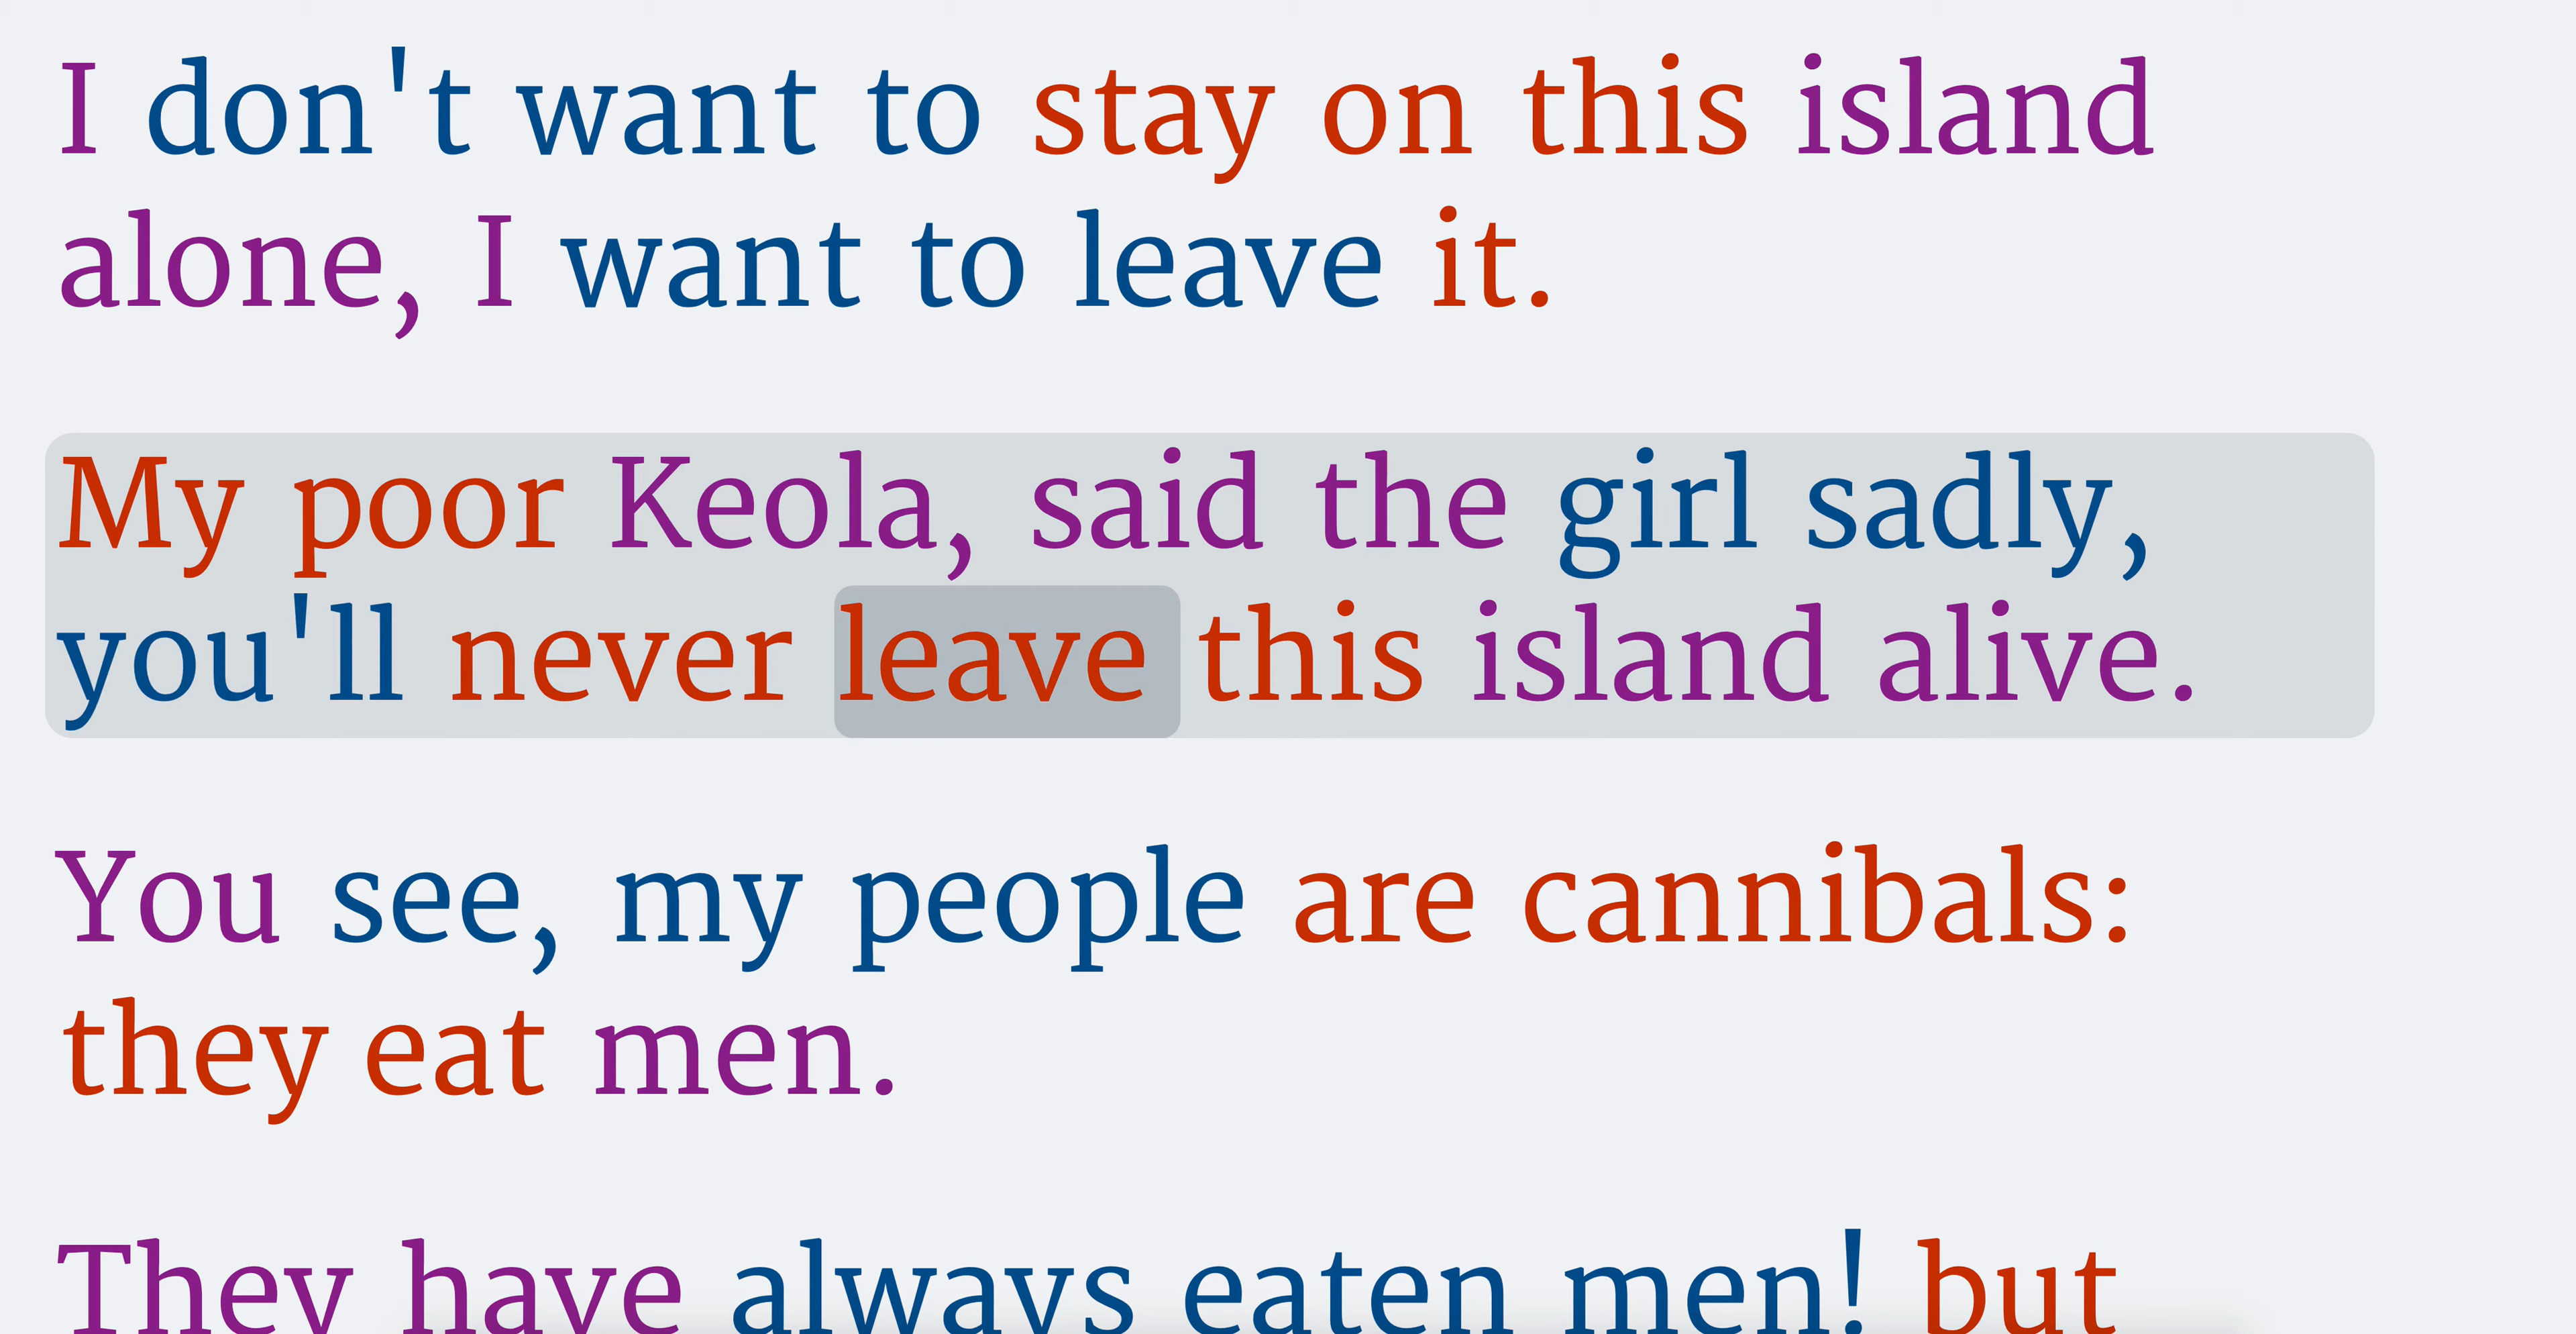 I don't want to stay on this island
alone, I want to leave it.
My poor Keola, said the girl sadly,
you'll never leave this island alive.
You see, my people are cannibals:
they eat men.
They have always eaten men! but